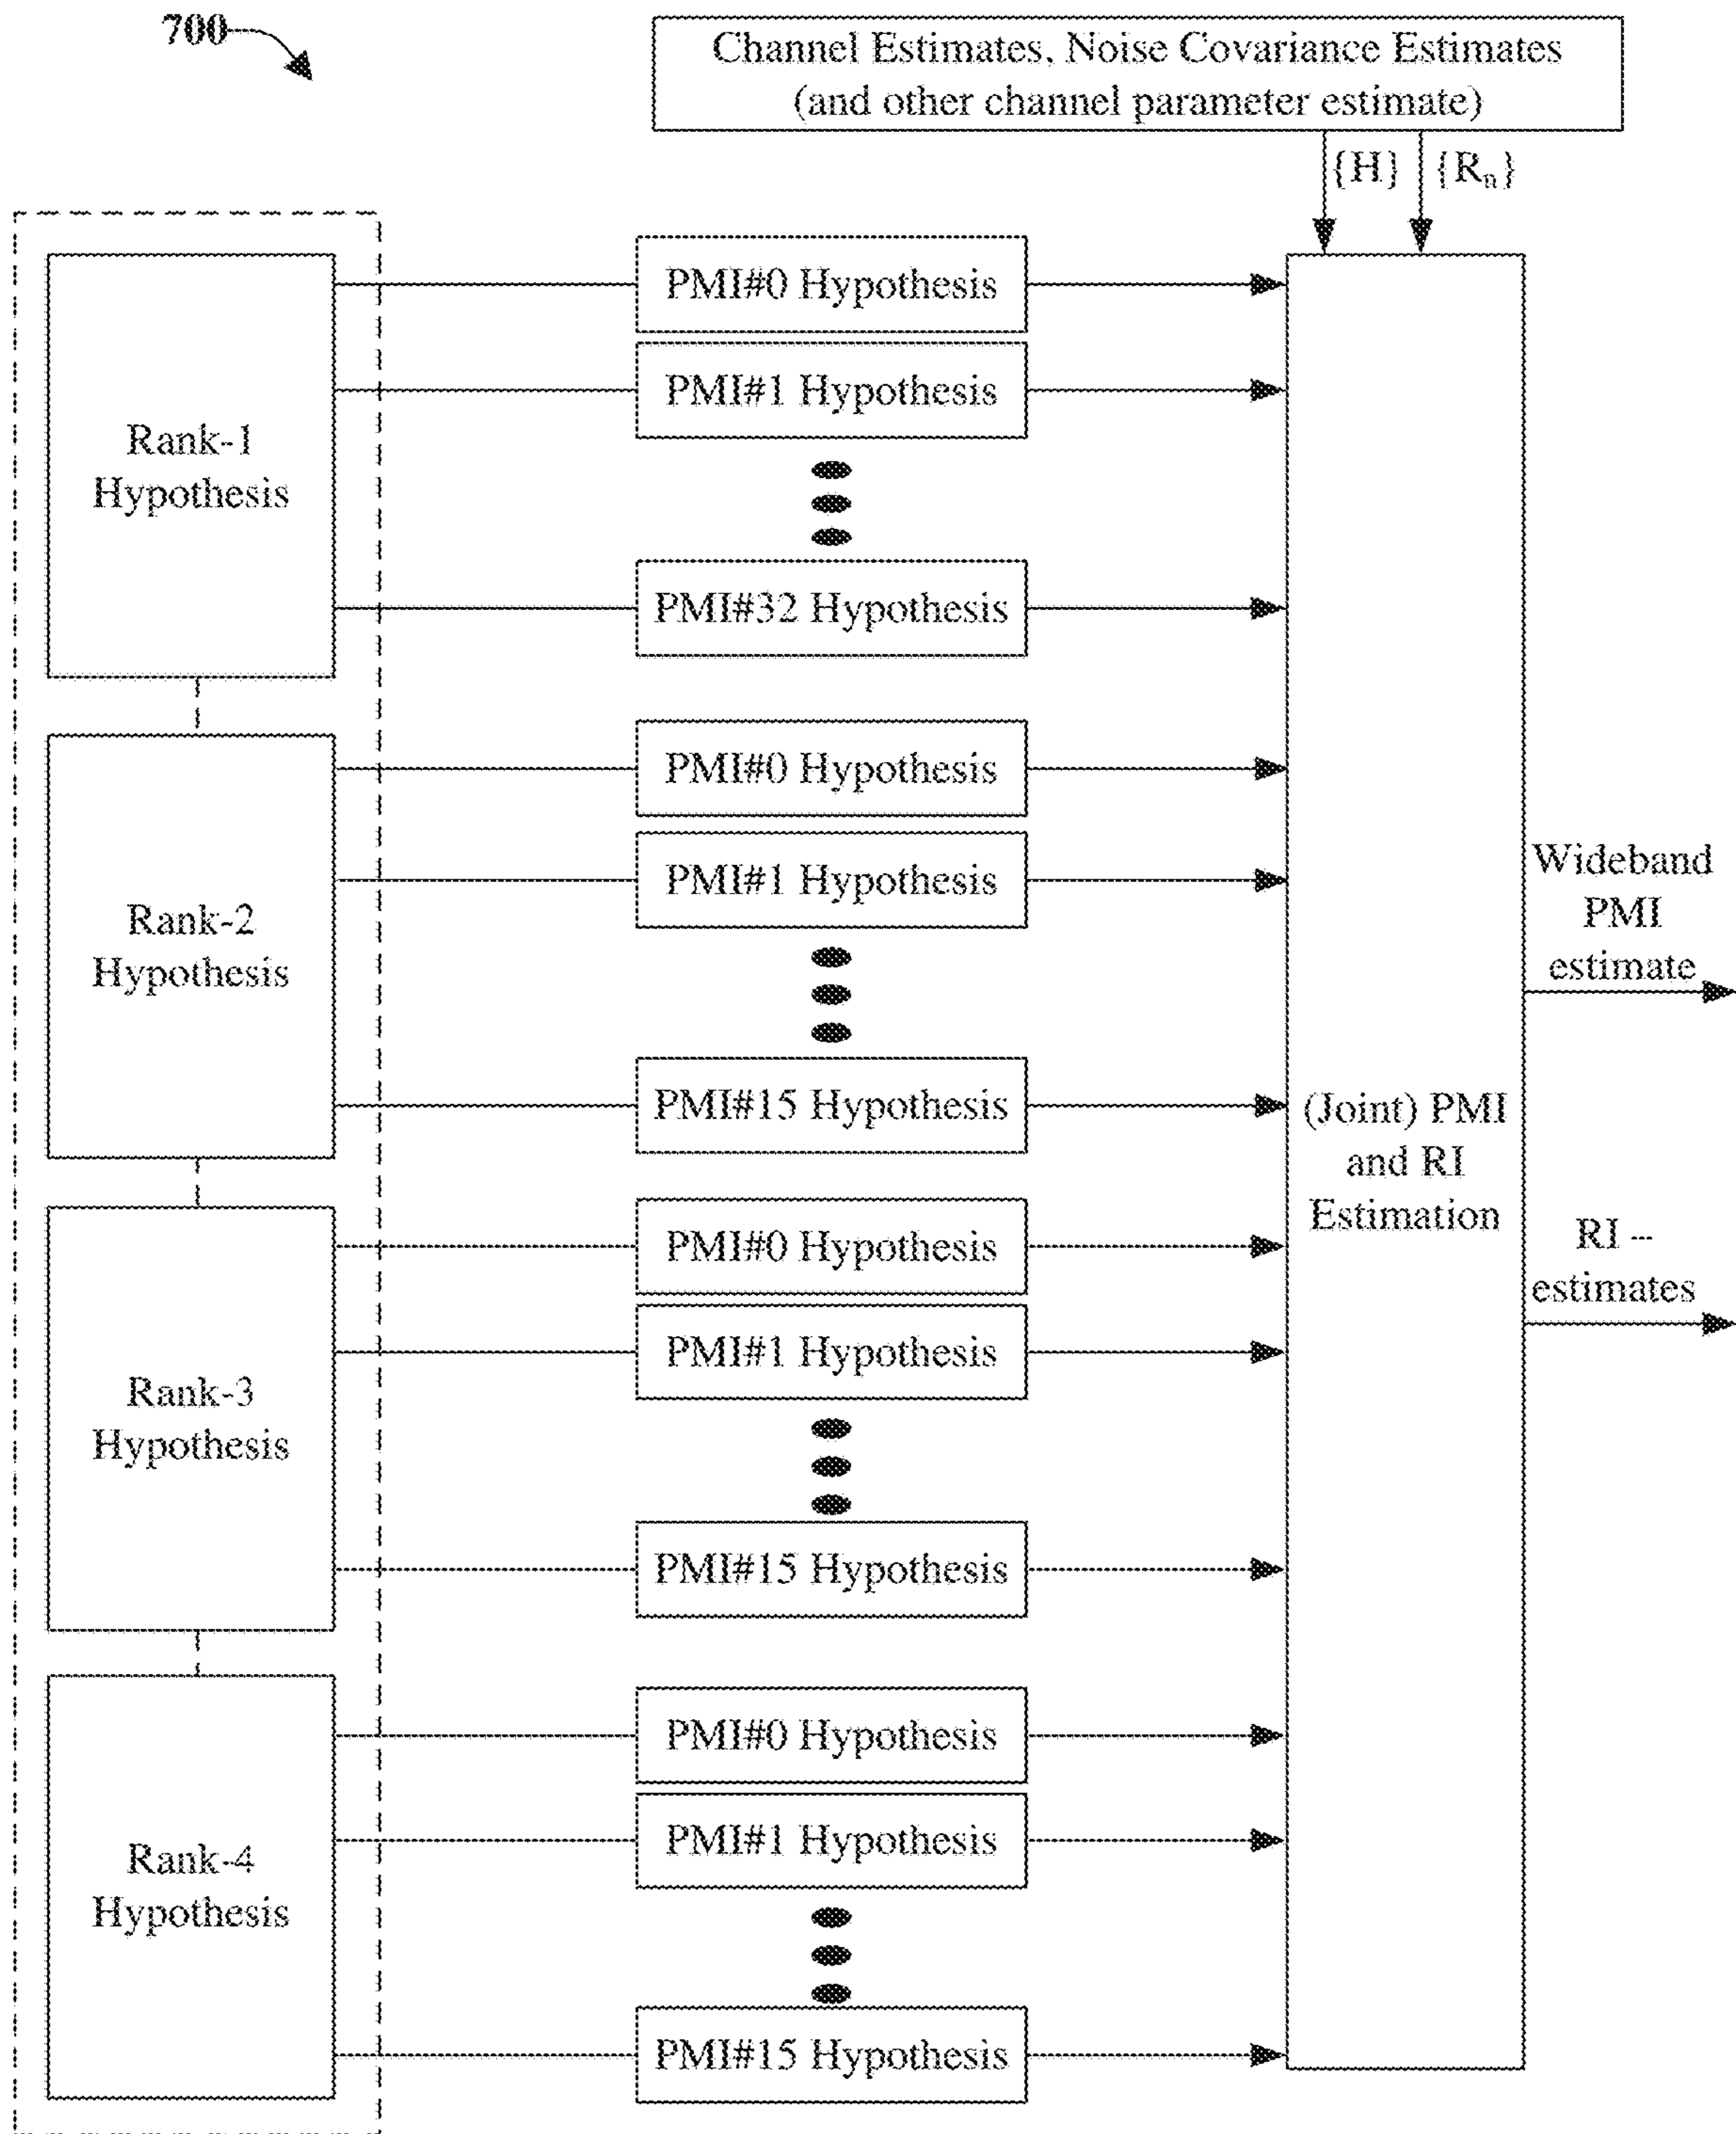 700
Channel Estimates, Noise Covariance Estimates
(and other channel parameter estimate)
{H}
{Rn}
Rank-1
Hypothesis
PMI#0 Hypothesis
PMI#1 Hypothesis
PMI#32 Hypothesis
Rank-2
Hypothesis
PMI#0 Hypothesis
PMI#1 Hypothesis
PMI#15 Hypothesis
Rank-3
Hypothesis
PMI#0 Hypothesis
PMI#1 Hypothesis
PMI#15 Hypothesis
Rank-4
Hypothesis
PMI#0 Hypothesis
PMI#1 Hypothesis
PMI#15 Hypothesis
(Joint) PMI
and RI
Estimation
Wideband
PMI
estimate
RI --
estimates